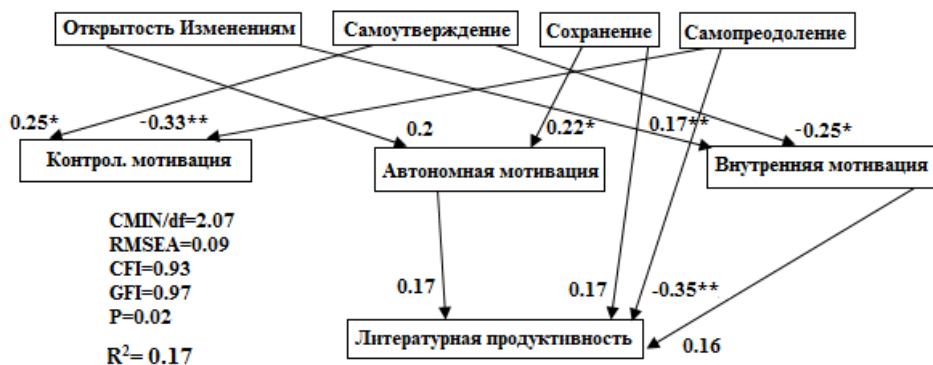 Открытость Изменениям
Самоутверждение
Сохранение
Самопреодоление
0.25*
-0.33**
0.2
0.22*
0.17**
-0.25*
Контрол. мотивация
Автономная мотивация
Внутренняя мотивация
CMIN/df=2.07
RMSEA=0.09
CFI=0.93
GFI=0.97
P=0.02
R²= 0.17
0.17
0.17
-0.35**
0.16
Литературная продуктивность